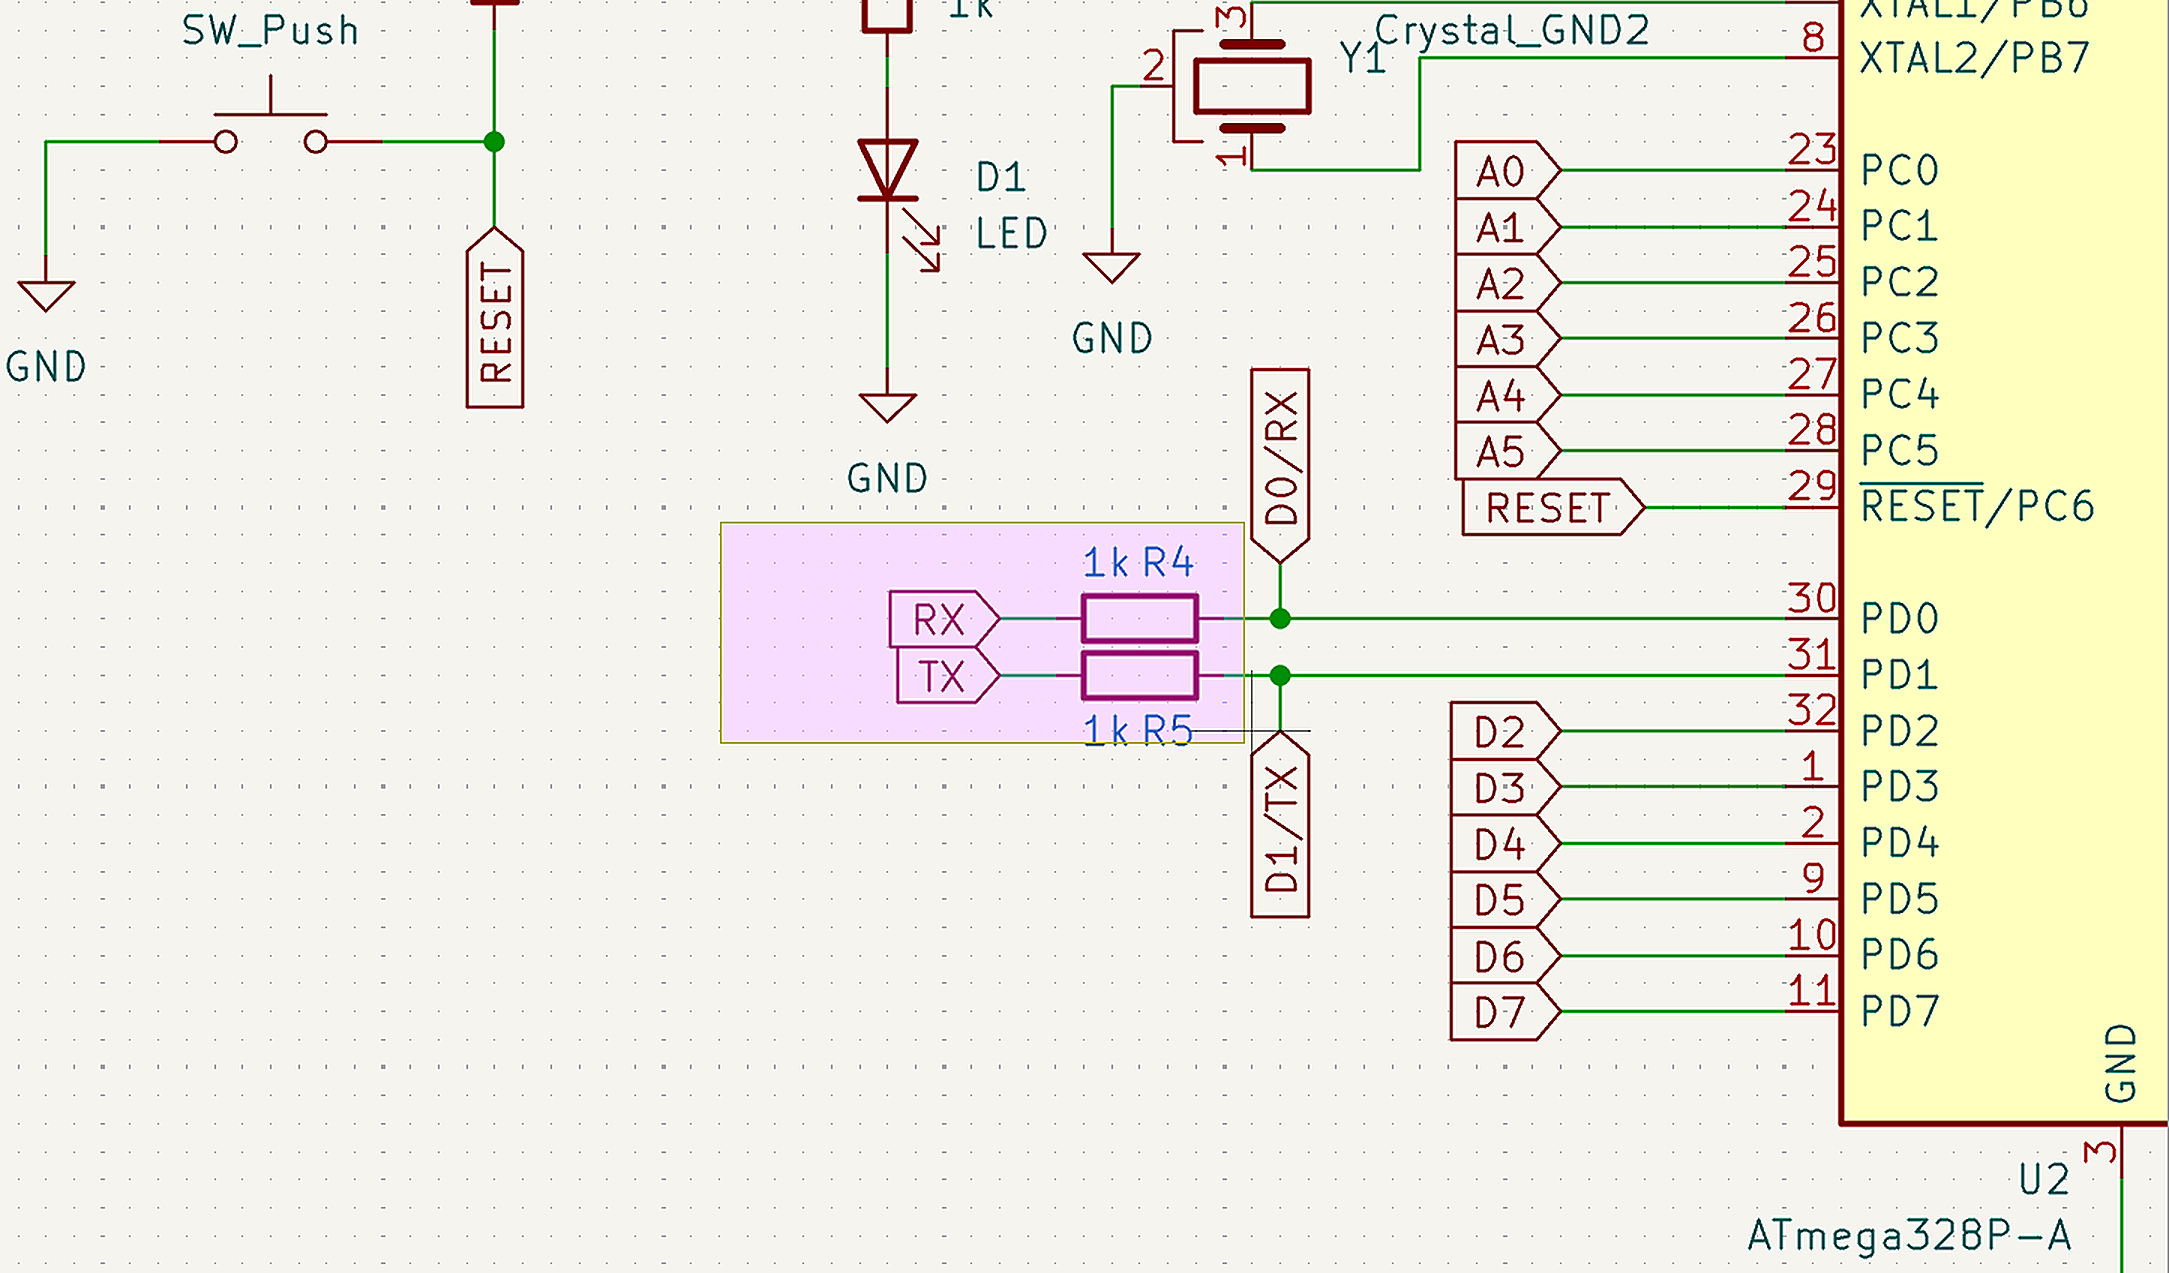 1k
SW_Push
3
Crystal_GND2
XTAL1/PB6
8
XTAL2/PB7
2
Y1
1
D1
LED
GND
RESET
GND
GND
A0
23
PC0
A1
24
PC1
A2
25
PC2
A3
26
PC3
A4
27
PC4
A5
28
PC5
RESET
29
RESET/PC6
D0/RX
1k R4
RX
30
PD0
TX
31
PD1
1k R5
D1/TX
D2
32
PD2
D3
1
PD3
D4
2
PD4
D5
9
PD5
D6
10
PD6
D7
11
PD7
GND
3
U2
ATmega328P-A